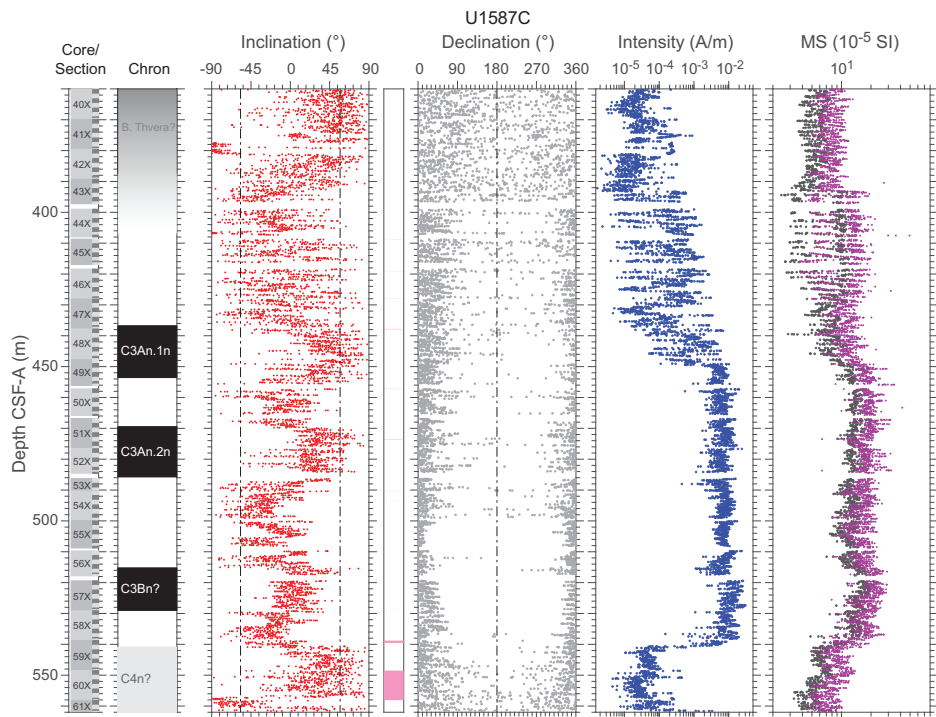 U1587C
Core/
Section
Chron
Inclination (°)
Declination (°)
Intensity (A/m)
MS (10⁻⁵ SI)
-90 -45 0 45 90
0 90 180 270 360
10⁻⁵ 10⁻⁴ 10⁻³ 10⁻²
10¹
Depth CSF-A (m)
400
450
500
550
40X
41X
42X
43X
44X
45X
46X
47X
48X
49X
50X
51X
52X
53X
54X
55X
56X
57X
58X
59X
60X
61X
B. Thvera?
C3An.1n
C3An.2n
C3Bn?
C4n?